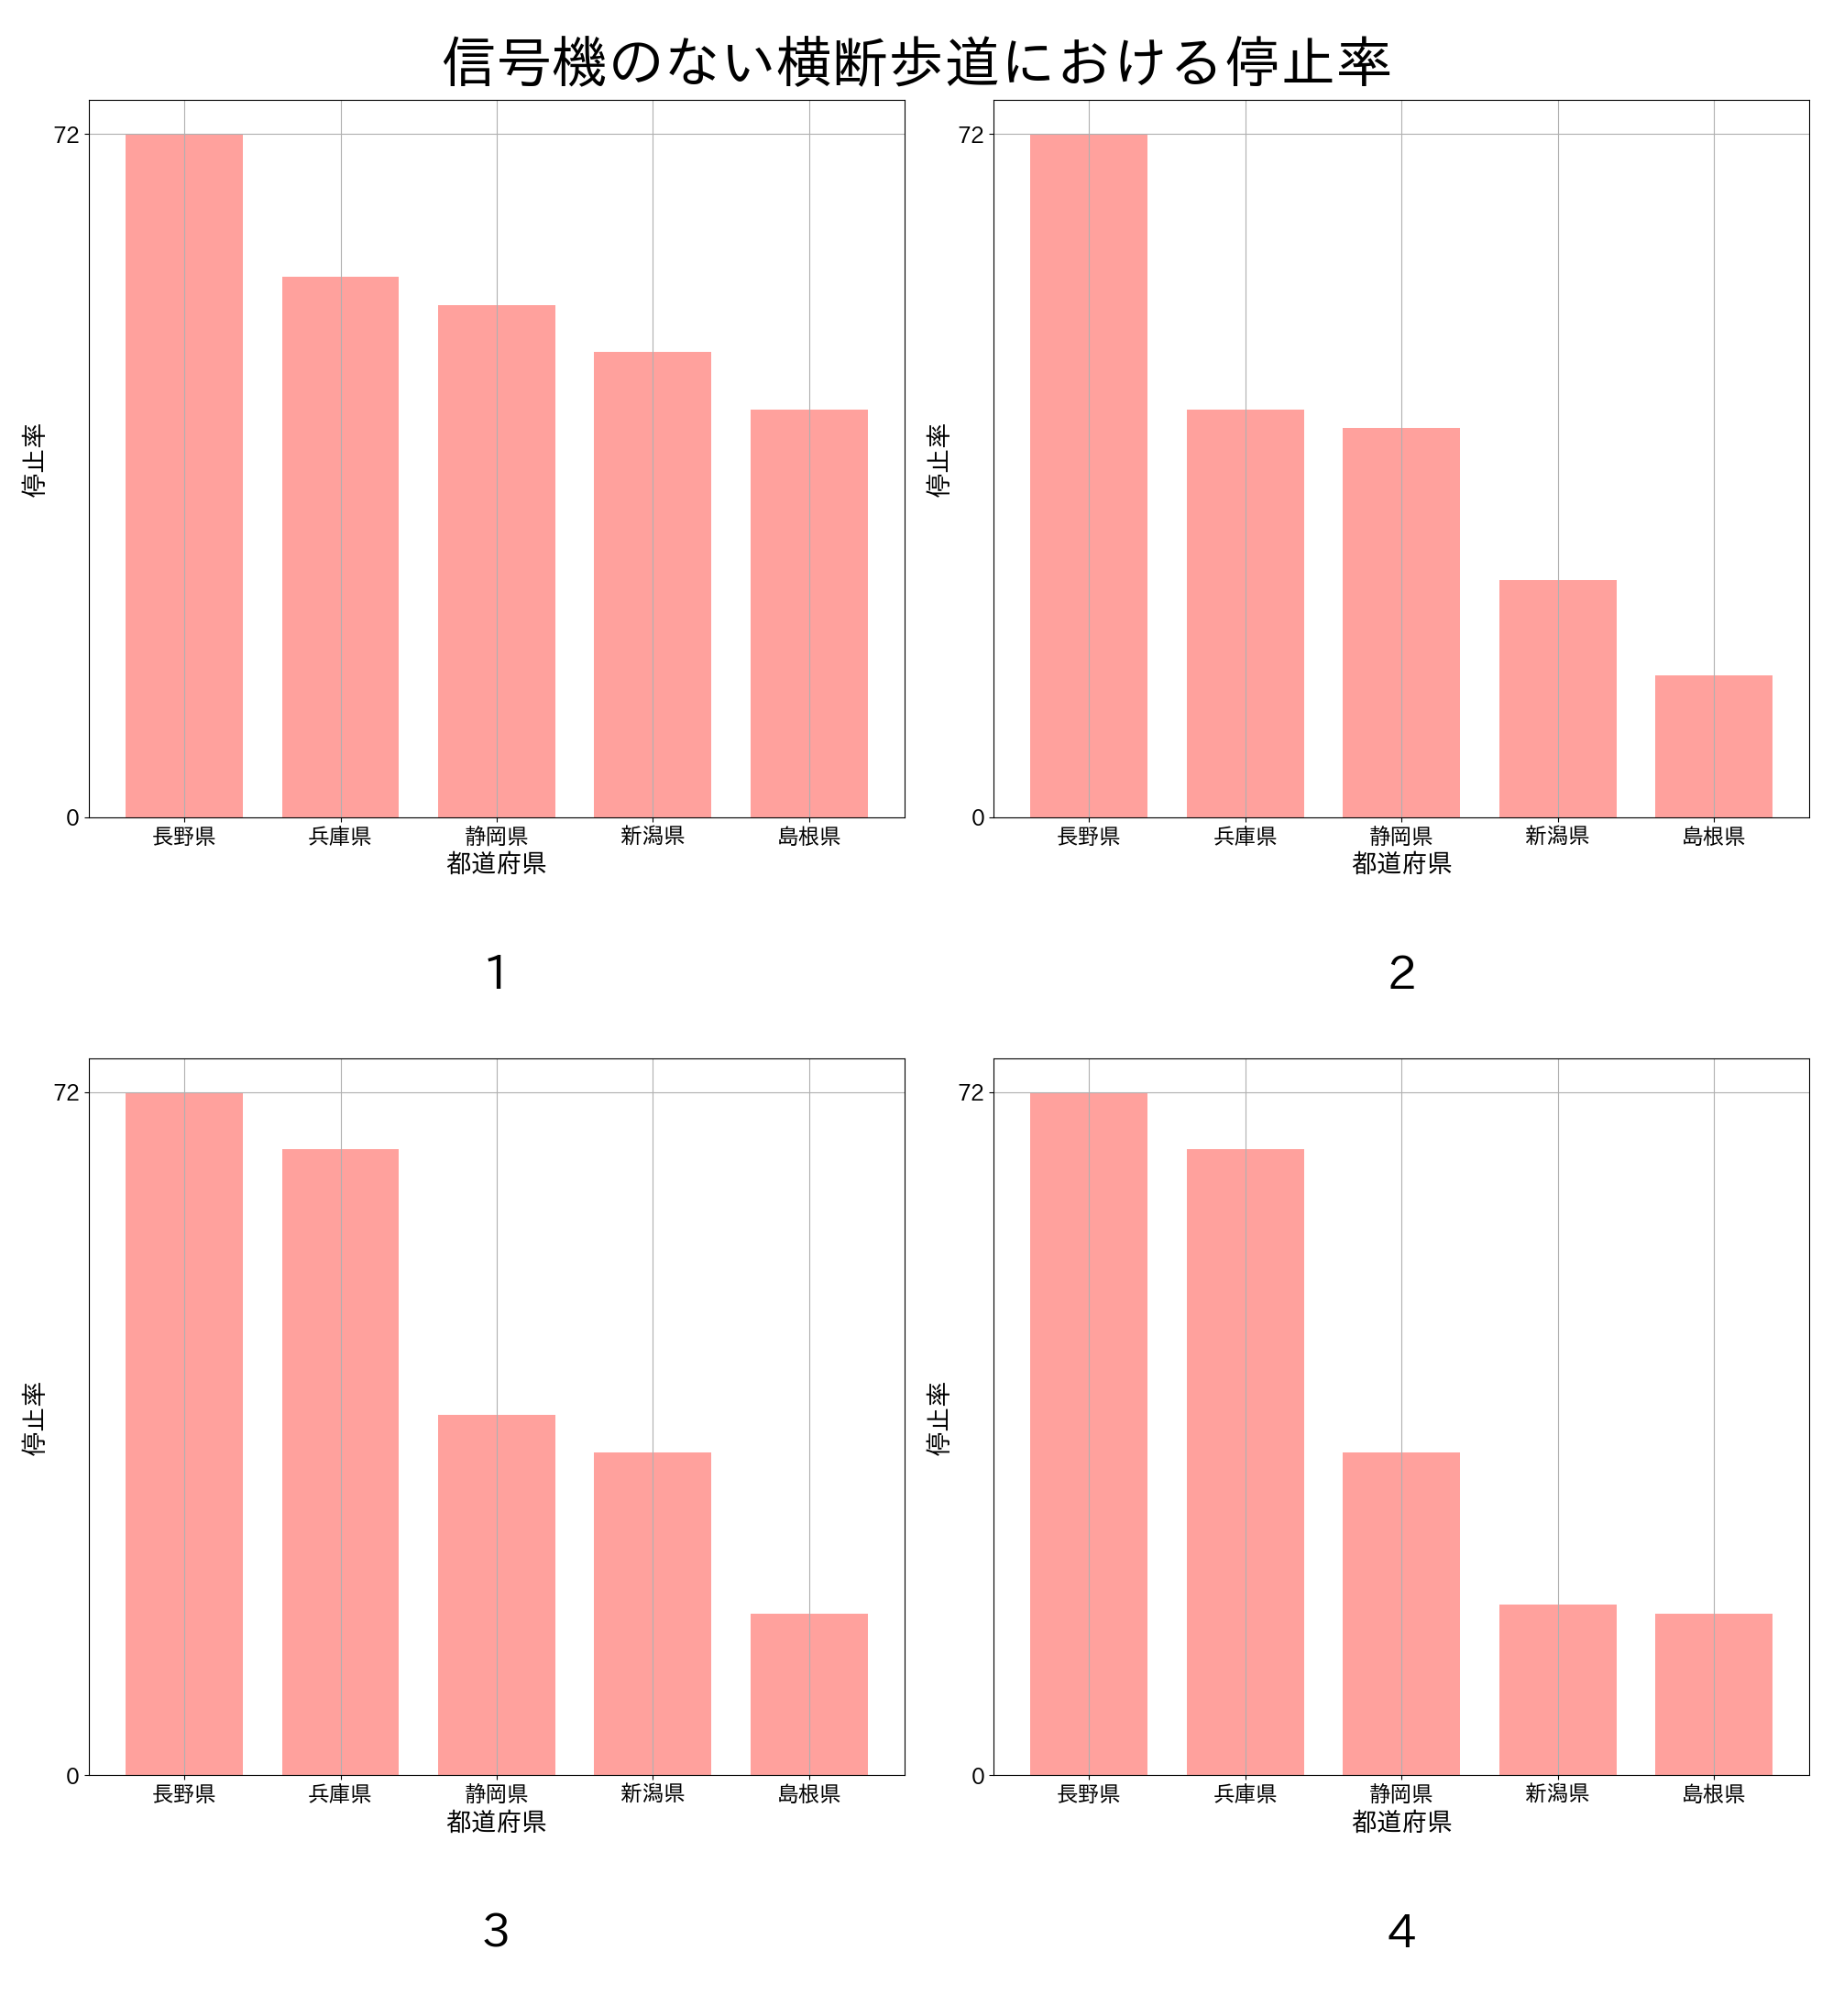 信号機のない横断歩道における停止率
72
停止率
0
長野県 兵庫県 静岡県 新潟県 島根県
都道府県
1
72
停止率
0
長野県 兵庫県 静岡県 新潟県 島根県
都道府県
2
72
停止率
0
長野県 兵庫県 静岡県 新潟県 島根県
都道府県
3
72
停止率
0
長野県 兵庫県 静岡県 新潟県 島根県
都道府県
4